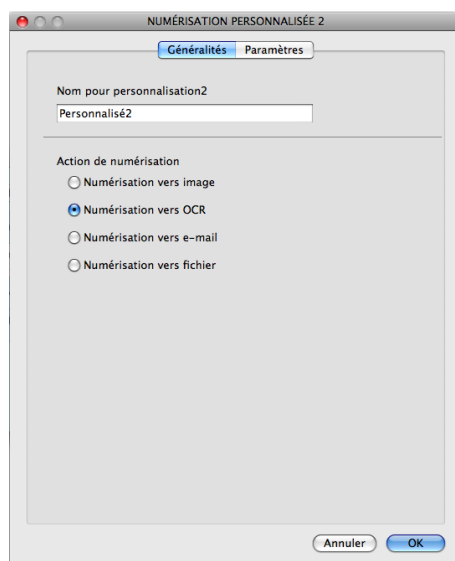 NUMÉRISATION PERSONNALISÉE 2
Généralités Paramètres
Nom pour personnalisation2
Personnalisé2
Action de numérisation
Numérisation vers image
Numérisation vers OCR
Numérisation vers e-mail
Numérisation vers fichier
Annuler OK